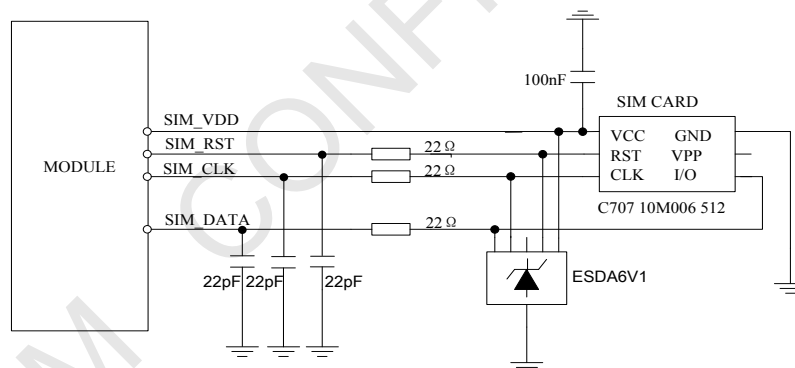 CONFI
M
100nF
SIM CARD
SIM_VDD
SIM_RST
SIM_CLK
SIM_DATA
MODULE
22Ω
22Ω
22Ω
VCC GND
RST VPP
CLK I/O
C707 10M006 512
22pF 22pF 22pF
ESDA6V1